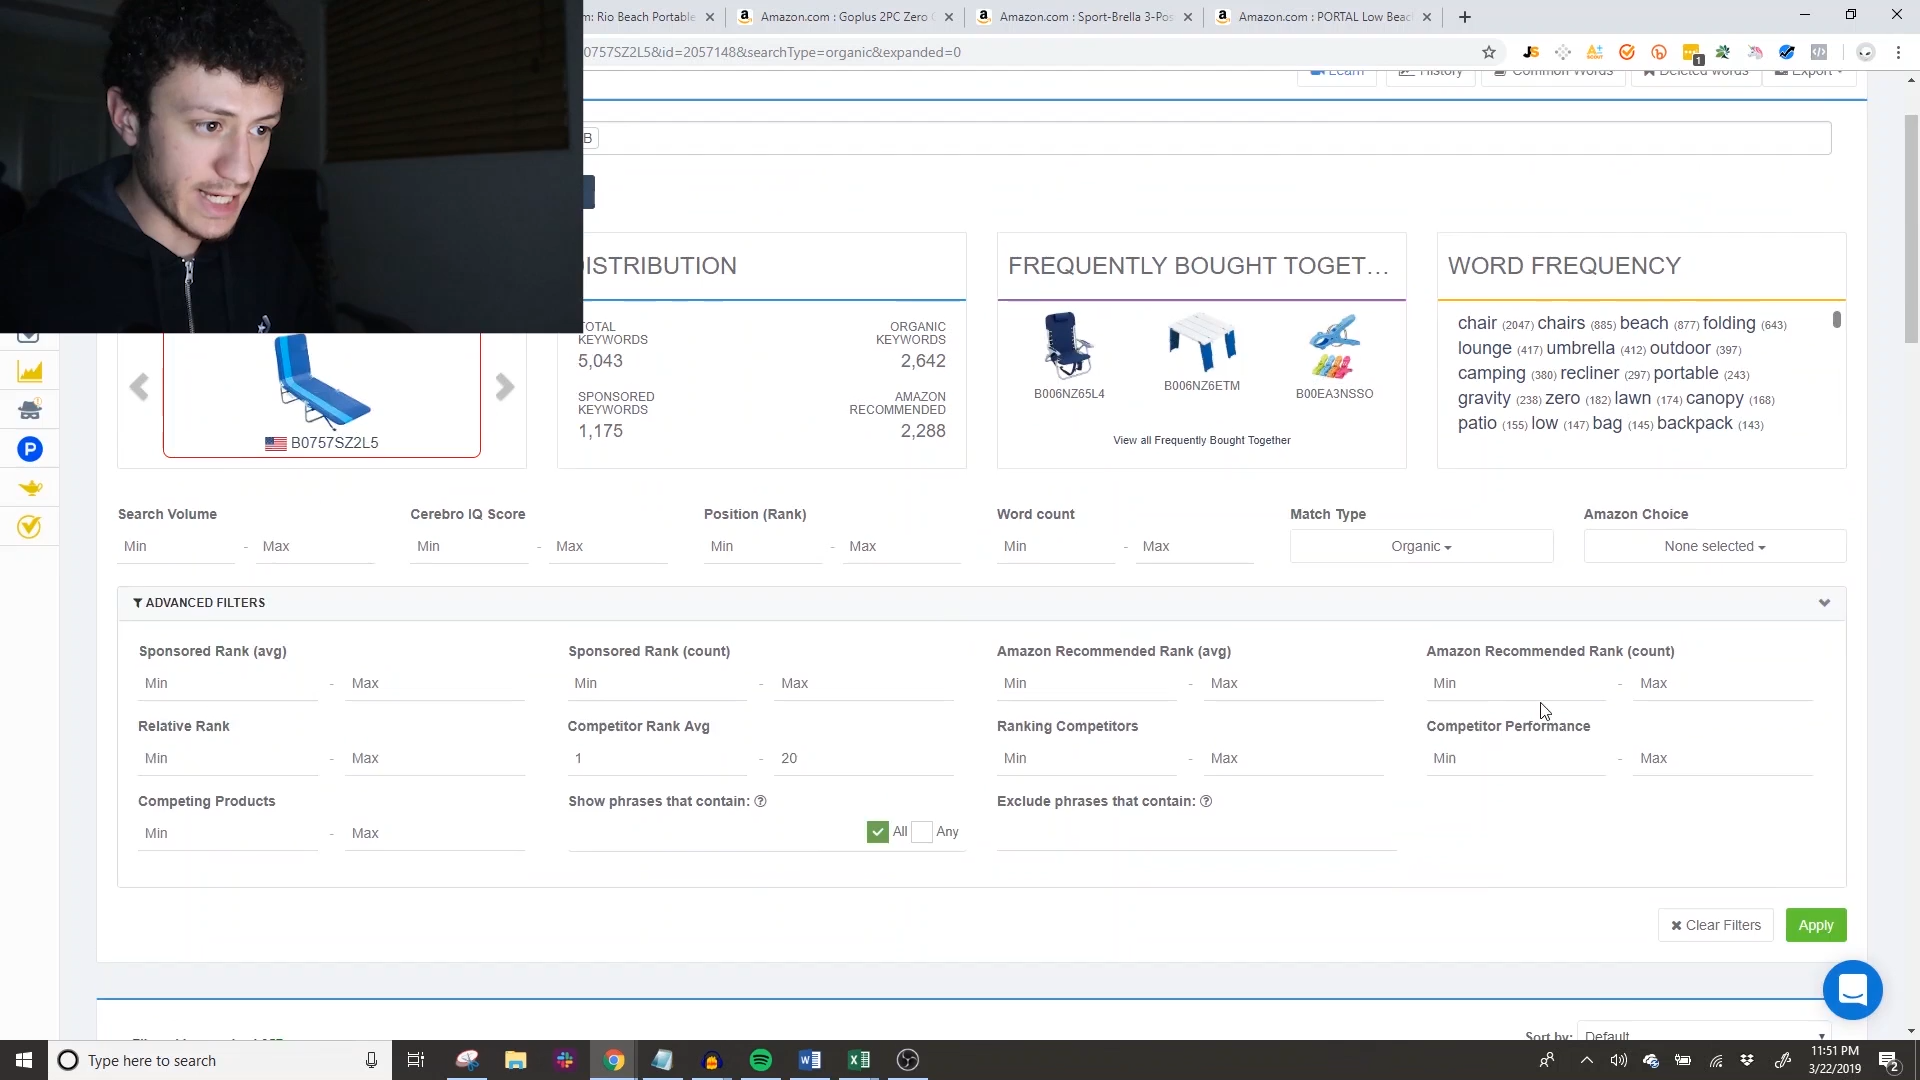 m: Rio Beach Portable
Amazon.com : Goplus 2PC Zero G
Amazon.com : Sport-Brella 3-Pos
Amazon.com : PORTAL Low Beac
0757SZ2L5&id=2057148&searchType=organic&expanded=0
1
Learn
History
Common Words
Deleted words
Export
B
ISTRIBUTION
FREQUENTLY BOUGHT TOGET...
WORD FREQUENCY
TOTAL KEYWORDS
5,043
ORGANIC KEYWORDS
2,642
SPONSORED KEYWORDS
1,175
AMAZON RECOMMENDED
2,288
B0757SZ2L5
B006NZ65L4
B006NZ6ETM
B00EA3NSSO
View all Frequently Bought Together
chair (2047) chairs (885) beach (877) folding (643)
lounge (417) umbrella (412) outdoor (397)
camping (380) recliner (297) portable (243)
gravity (238) zero (182) lawn (174) canopy (168)
patio (155) low (147) bag (145) backpack (143)
P
Search Volume
Cerebro IQ Score
Position (Rank)
Word count
Match Type
Amazon Choice
Min - Max
Min - Max
Min - Max
Min - Max
Organic
None selected
ADVANCED FILTERS
Sponsored Rank (avg)
Sponsored Rank (count)
Amazon Recommended Rank (avg)
Amazon Recommended Rank (count)
Min - Max
Min - Max
Min - Max
Min - Max
Relative Rank
Competitor Rank Avg
Ranking Competitors
Competitor Performance
Min - Max
1 - 20
Min - Max
Min - Max
Competing Products
Show phrases that contain:
Exclude phrases that contain:
Min - Max
All
Any
Clear Filters
Apply
Sort by: Default
Type here to search
11:51 PM
3/22/2019
2